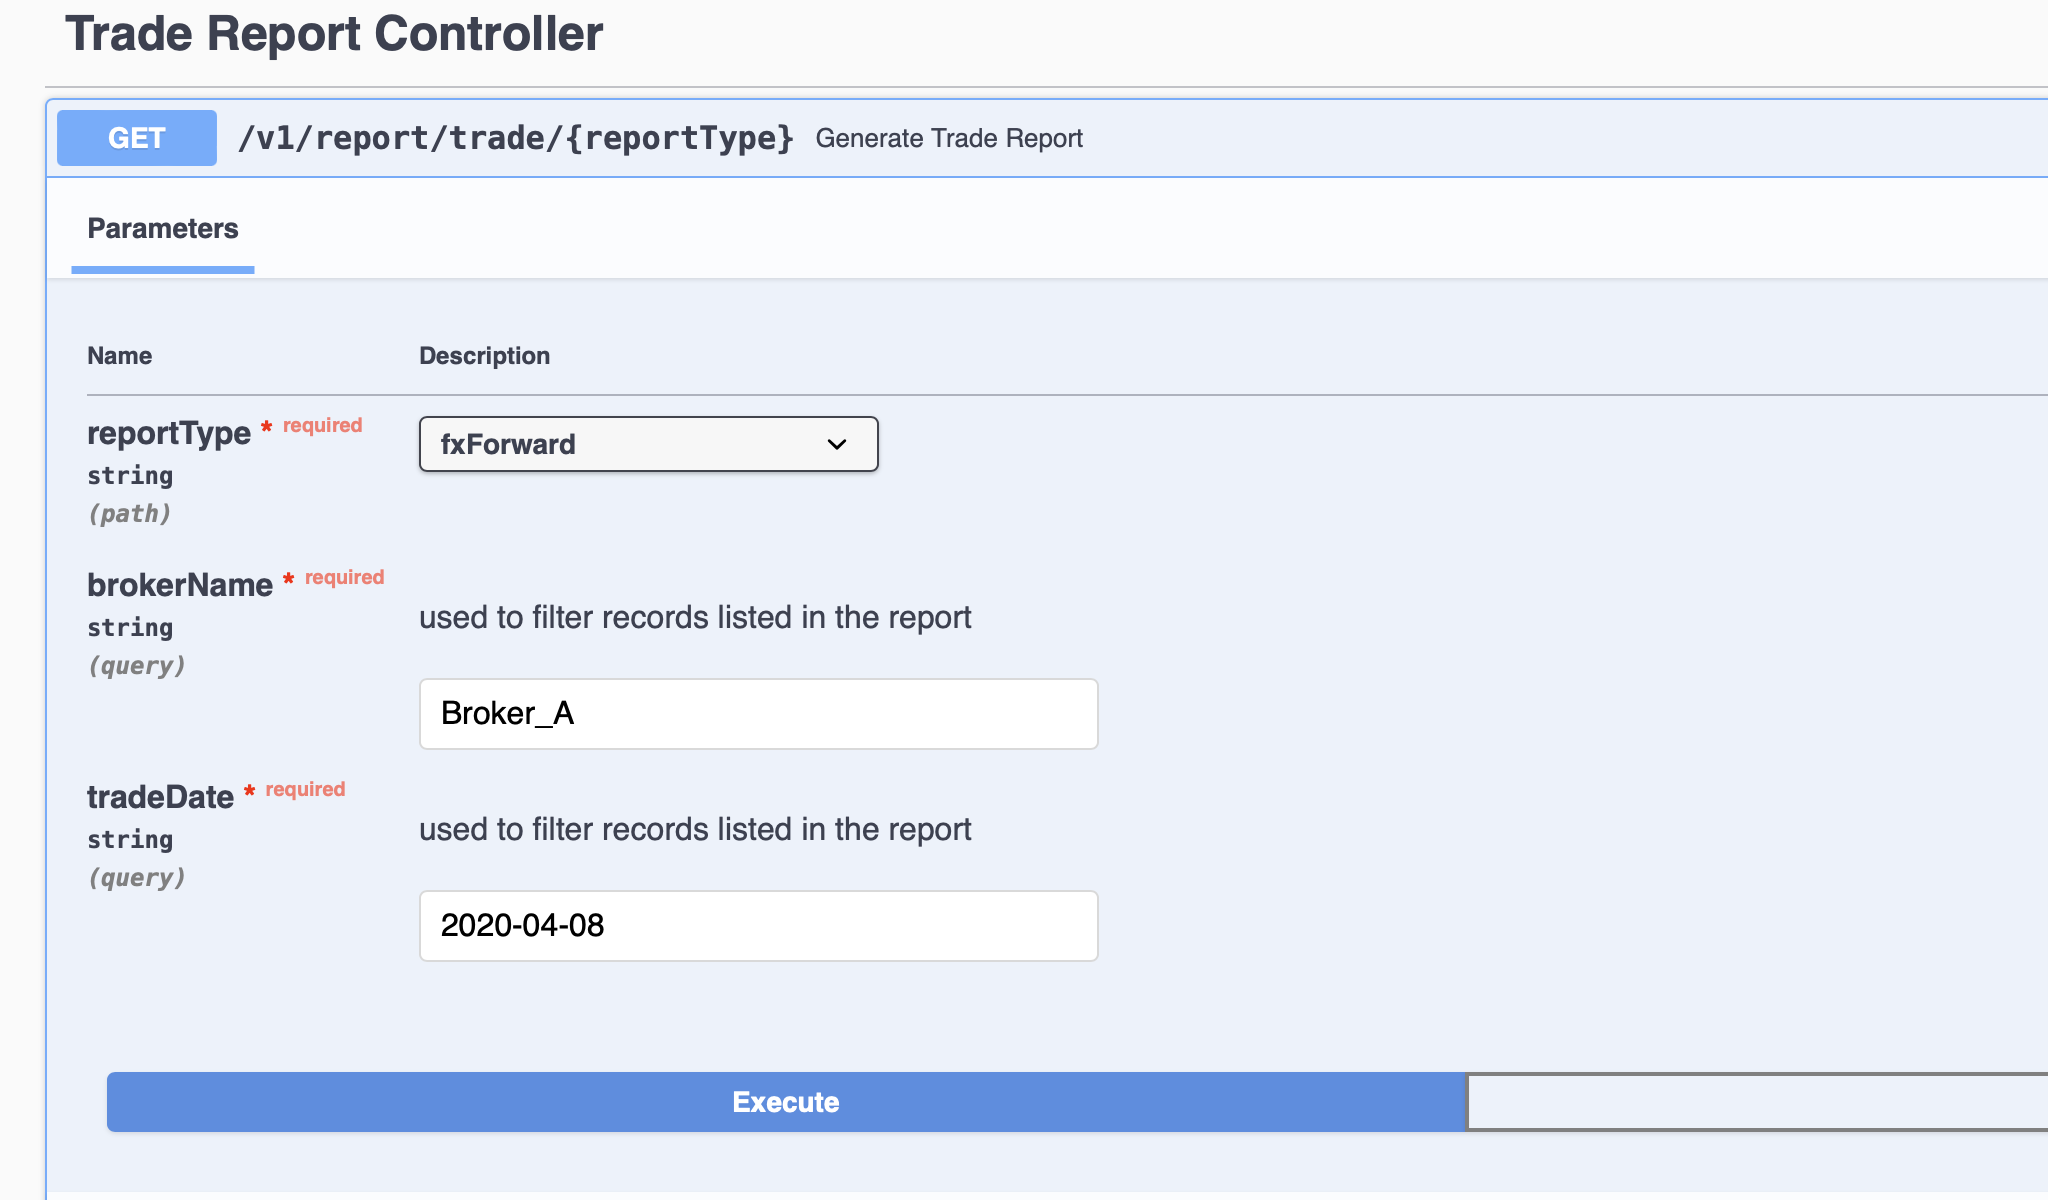 Trade Report Controller
GET /v1/report/trade/{reportType} Generate Trade Report
Parameters
Name Description
reportType * required
string
(path)
fxForward
brokerName * required
string
(query)
used to filter records listed in the report
Broker_A
tradeDate * required
string
(query)
used to filter records listed in the report
2020-04-08
Execute